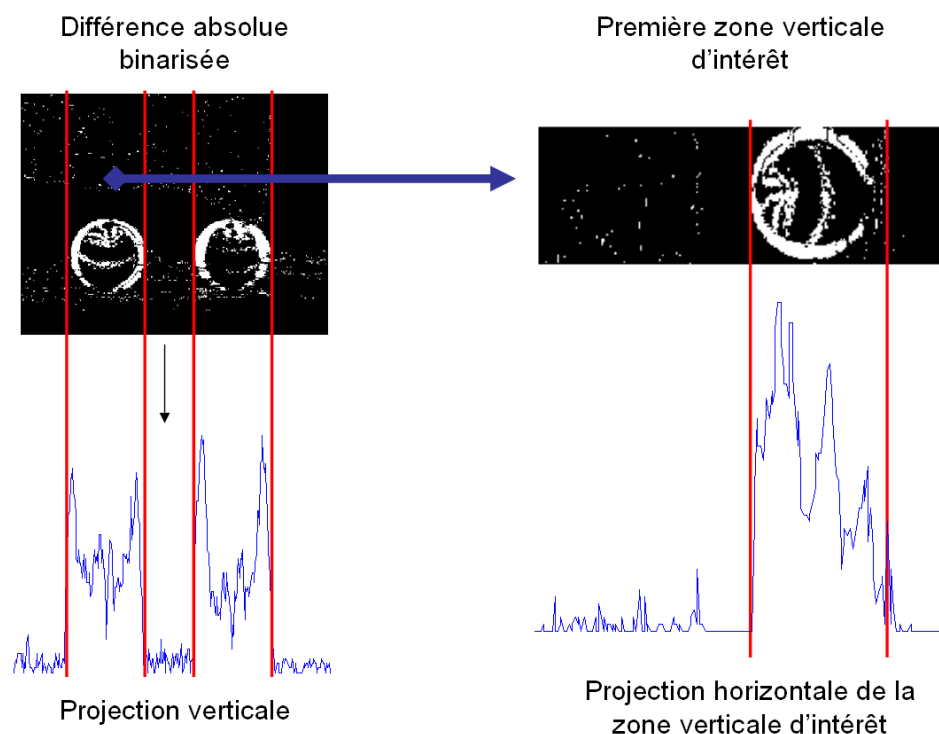 Différence absolue
binarisée
Première zone verticale
d'intérêt
Projection verticale
Projection horizontale de la
zone verticale d'intérêt